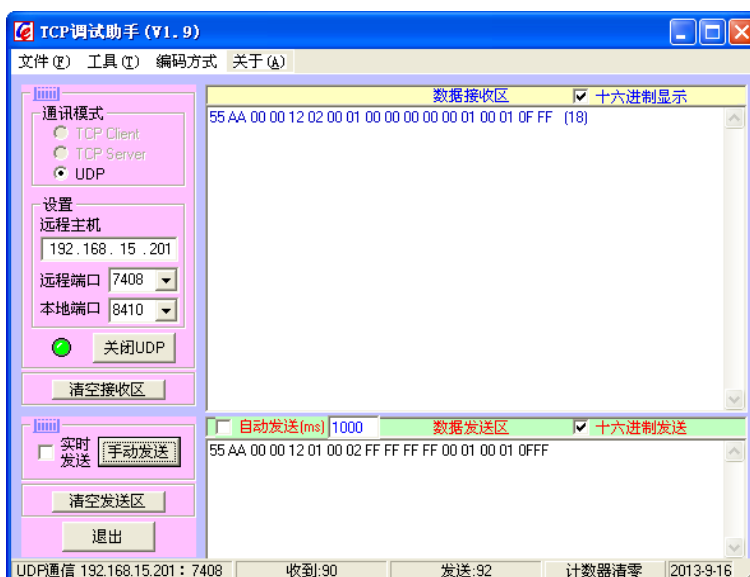 TCP调试助手(V1.9)
文件(F) 工具(T) 编码方式 关于(A)
通讯模式
TCP Client
TCP Server
UDP
设置
远程主机
192.168.15.201
远程端口 7408
本地端口 8410
关闭UDP
清空接收区
数据接收区 十六进制显示
55 AA 00 00 12 02 00 01 00 00 00 00 00 01 00 01 0F FF (18)
实时发送
手动发送
清空发送区
退出
自动发送(ms) 1000 数据发送区 十六进制发送
55 AA 00 00 12 01 00 02 FF FF FF FF 00 01 00 01 0FFF
UDP通信 192.168.15.201：7408 收到:90 发送:92 计数器清零 2013-9-16